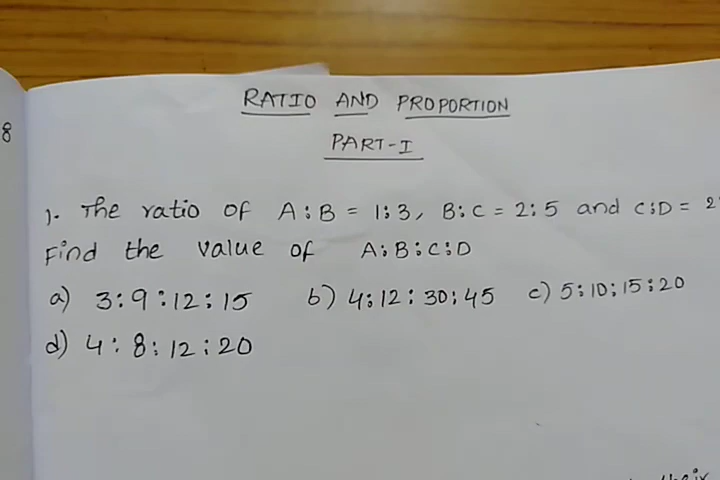 8
RATIO AND PROPORTION
PART-I
1. The ratio of A:B = 1:3, B:C = 2:5 and C:D = 2
Find the value of A:B:C:D
a) 3:9:12:15 b) 4:12:30:45 c) 5:10:15:20
d) 4:8:12:20